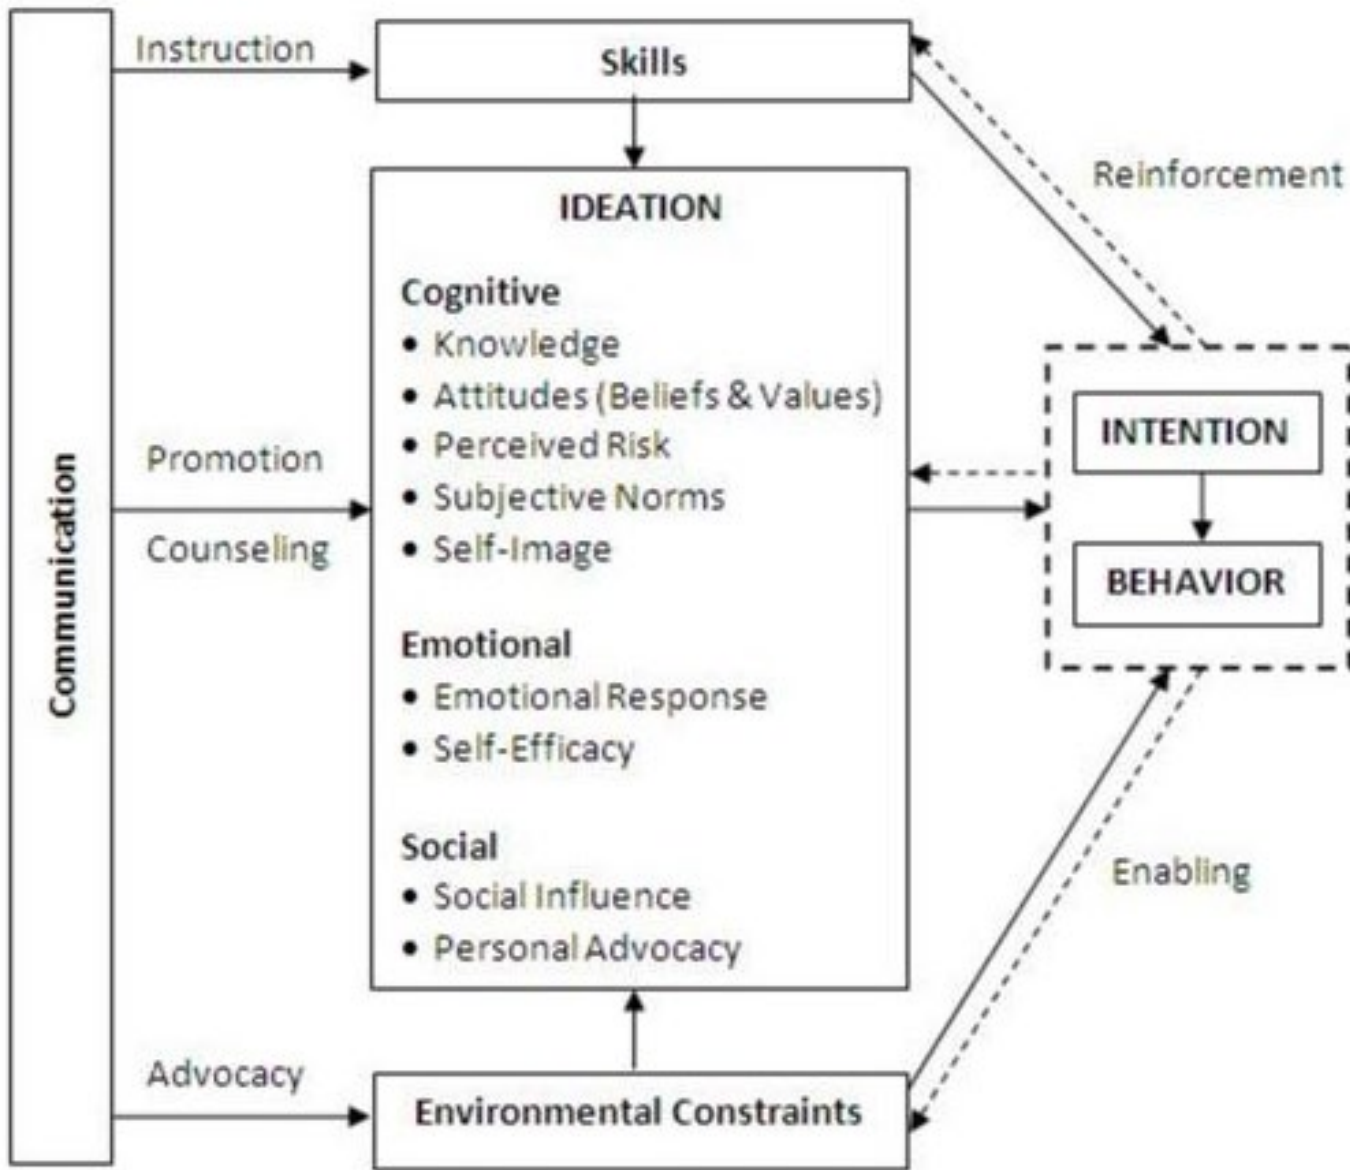 Instruction
Skills
Reinforcement
IDEATION
Cognitive
• Knowledge
• Attitudes (Beliefs & Values)
• Perceived Risk
• Subjective Norms
• Self-Image
Emotional
• Emotional Response
• Self-Efficacy
Social
• Social Influence
• Personal Advocacy
Communication
Promotion
Counseling
INTENTION
BEHAVIOR
Enabling
Advocacy
Environmental Constraints